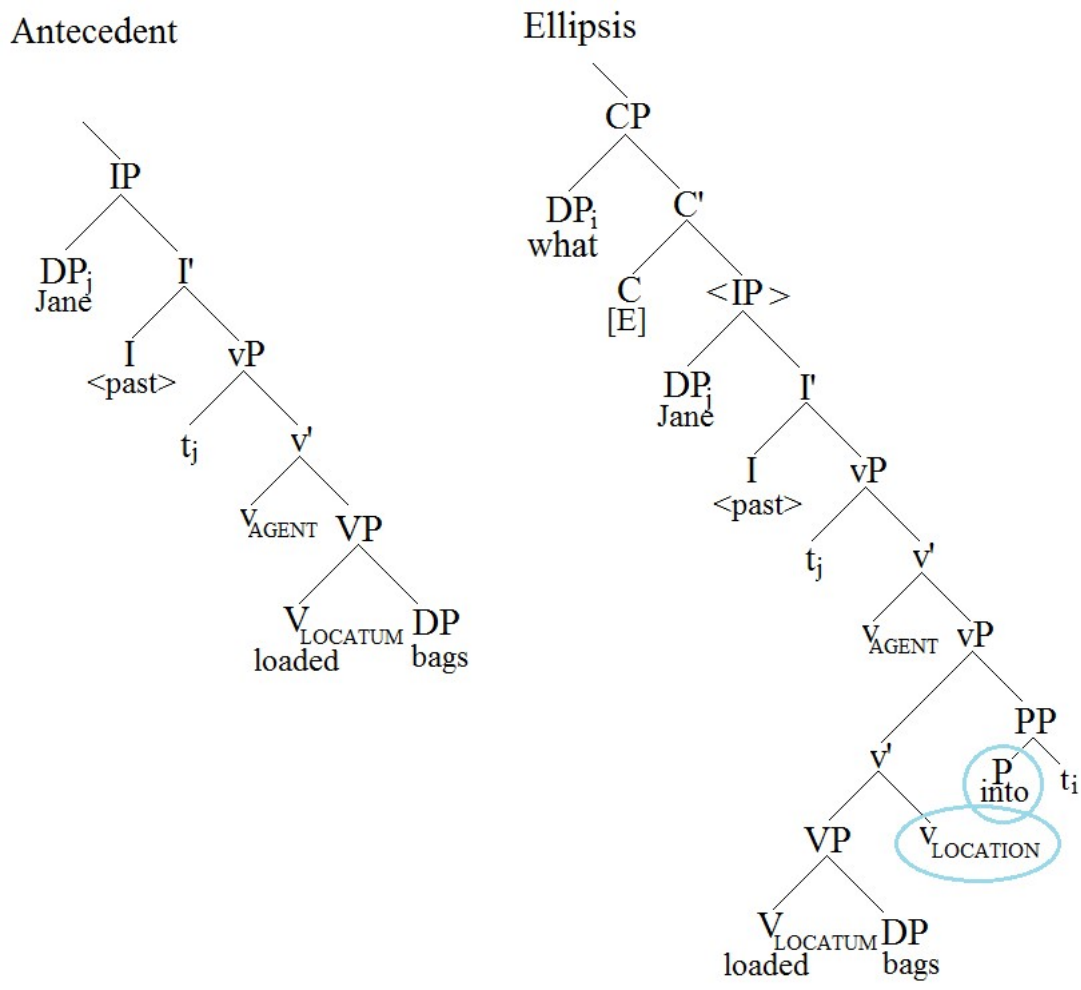 Antecedent
IP
DPj
Jane
I'
I
<past>
vP
tj
v'
vAGENT
VP
VLOCATUM
loaded
DP
bags
Ellipsis
CP
DPi
what
C'
C
[E]
<IP>
DPj
Jane
I'
I
<past>
vP
tj
v'
vAGENT
vP
v'
PP
P
into
ti
VP
vLOCATION
VLOCATUM
loaded
DP
bags